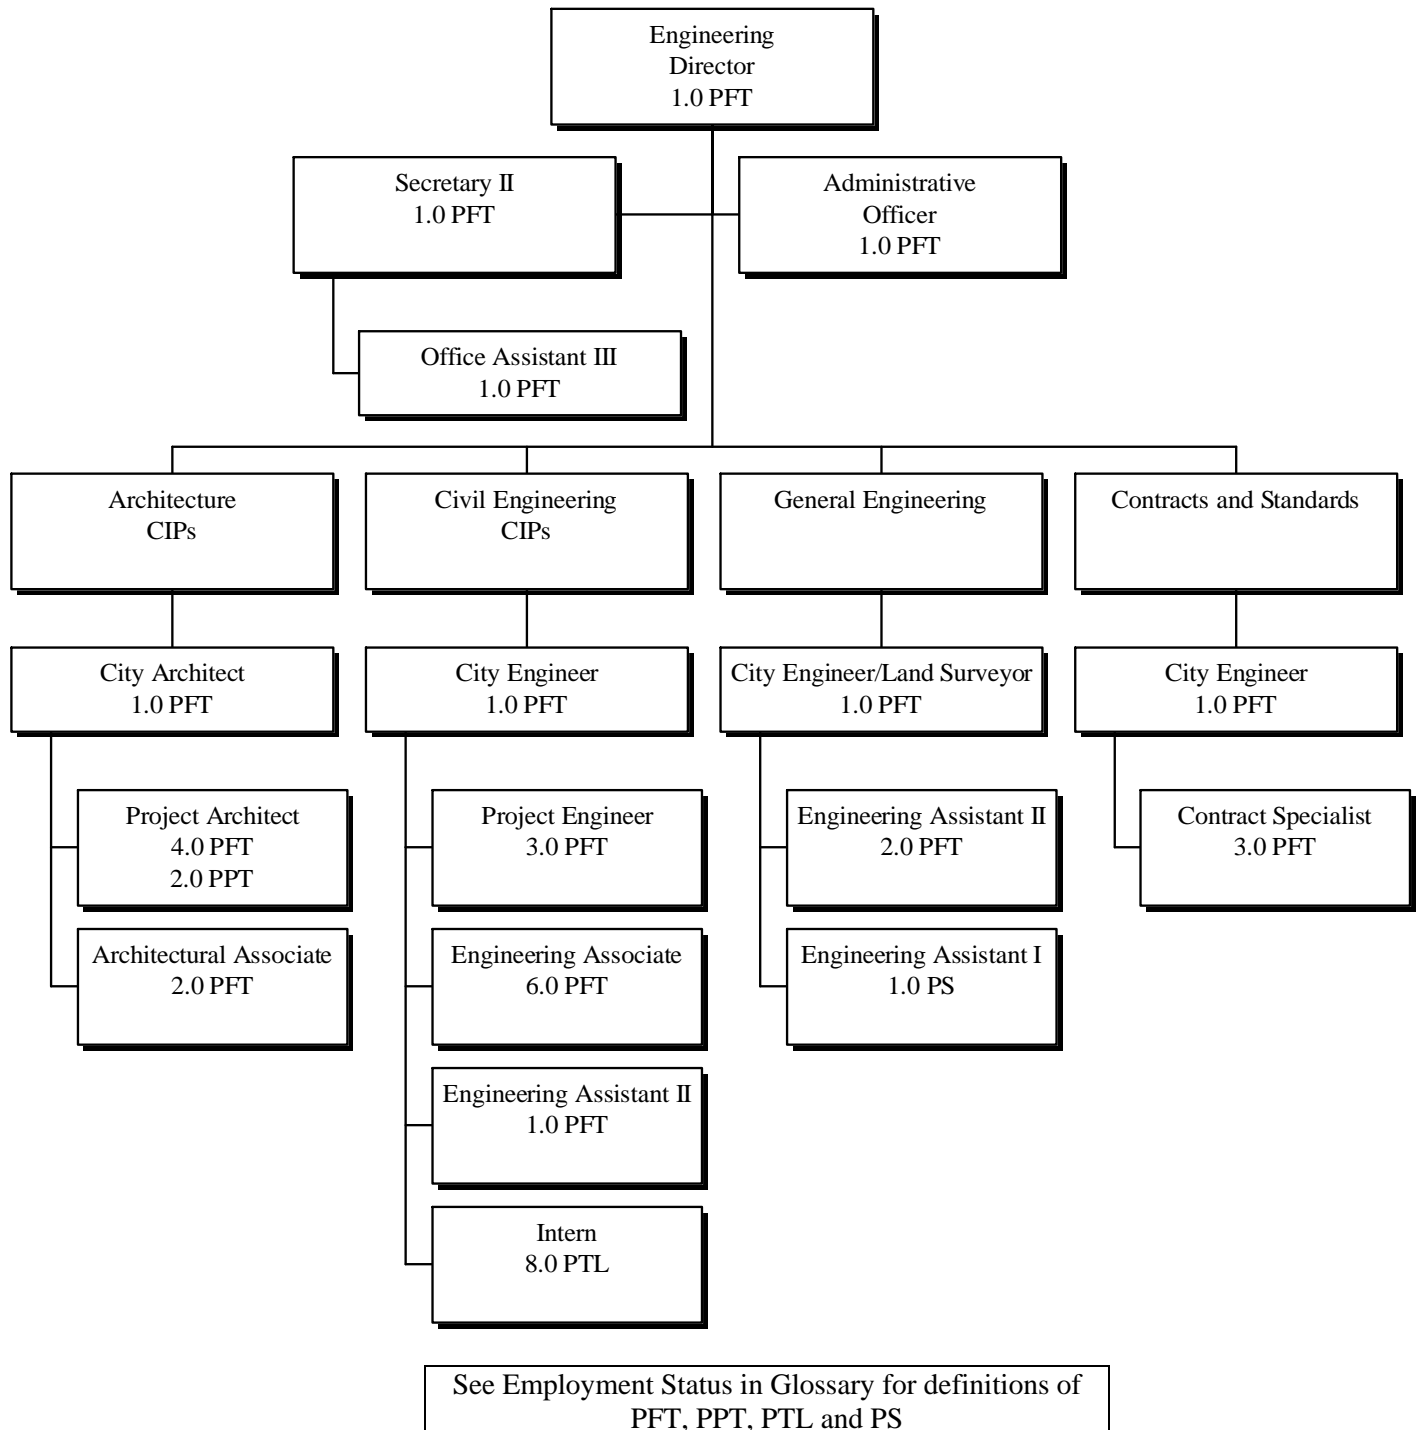 Engineering
Director
1.0 PFT
Secretary II
1.0 PFT
Administrative
Officer
1.0 PFT
Office Assistant III
1.0 PFT
Architecture
CIPs
Civil Engineering
CIPs
General Engineering
Contracts and Standards
City Architect
1.0 PFT
City Engineer
1.0 PFT
City Engineer/Land Surveyor
1.0 PFT
City Engineer
1.0 PFT
Project Architect
4.0 PFT
2.0 PPT
Project Engineer
3.0 PFT
Engineering Assistant II
2.0 PFT
Contract Specialist
3.0 PFT
Architectural Associate
2.0 PFT
Engineering Associate
6.0 PFT
Engineering Assistant I
1.0 PS
Engineering Assistant II
1.0 PFT
Intern
8.0 PTL
See Employment Status in Glossary for definitions of
PFT, PPT, PTL and PS